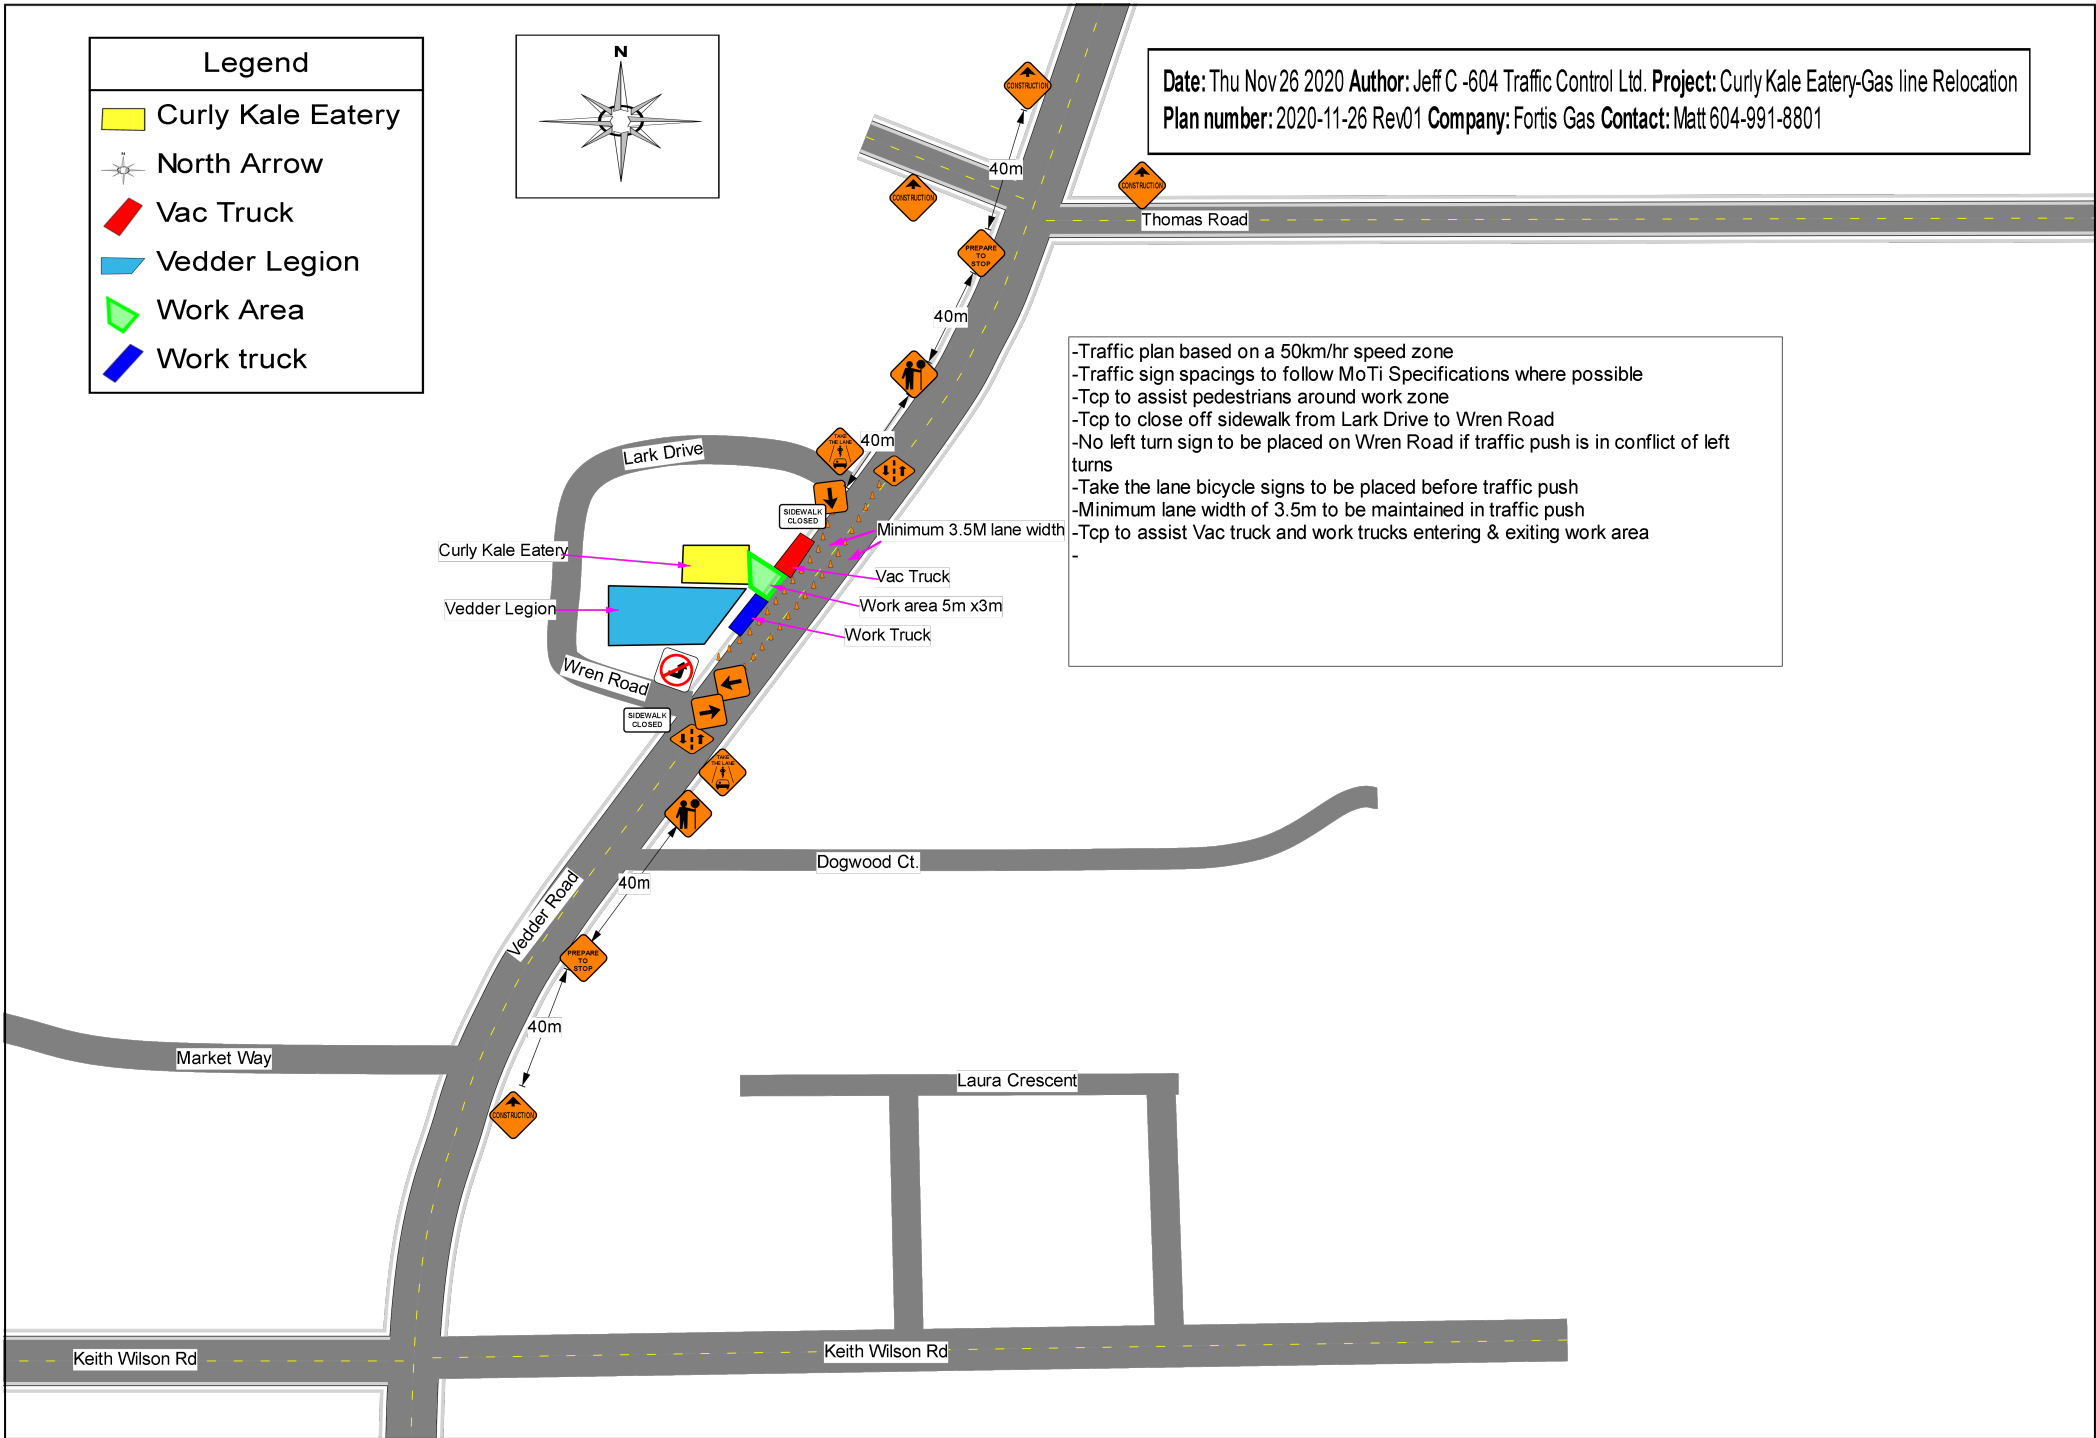 Legend
Curly Kale Eatery
North Arrow
Vac Truck
Vedder Legion
Work Area
Work truck
N
Date: Thu Nov 26 2020 Author: Jeff C -604 Traffic Control Ltd. Project: Curly Kale Eatery-Gas line Relocation
Plan number: 2020-11-26 Rev01 Company: Fortis Gas Contact: Matt 604-991-8801
CONSTRUCTION
40m
CONSTRUCTION
CONSTRUCTION
Thomas Road
PREPARE
TO
STOP
40m
-Traffic plan based on a 50km/hr speed zone
-Traffic sign spacings to follow MoTi Specifications where possible
-Tcp to assist pedestrians around work zone
-Tcp to close off sidewalk from Lark Drive to Wren Road
-No left turn sign to be placed on Wren Road if traffic push is in conflict of left
turns
-Take the lane bicycle signs to be placed before traffic push
-Minimum lane width of 3.5m to be maintained in traffic push
-Tcp to assist Vac truck and work trucks entering & exiting work area
-
40m
TAKE
THE LANE
Lark Drive
SIDEWALK
CLOSED
Minimum 3.5M lane width
Curly Kale Eatery
Vac Truck
Work area 5m x3m
Vedder Legion
Work Truck
Wren Road
SIDEWALK
CLOSED
TAKE
THE LANE
Dogwood Ct.
40m
Vedder Road
PREPARE
TO
STOP
40m
Market Way
CONSTRUCTION
Laura Crescent
Keith Wilson Rd
Keith Wilson Rd